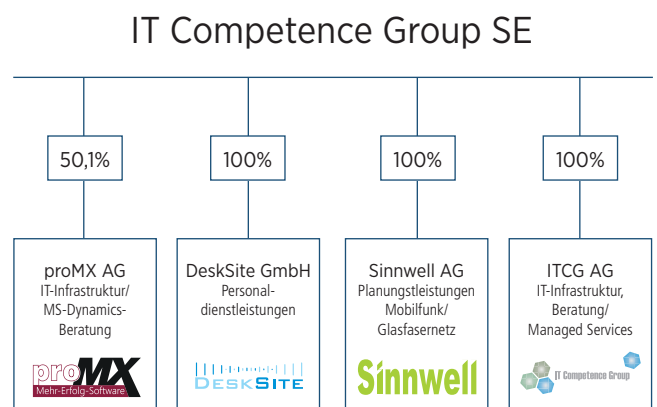 IT Competence Group SE
50,1%
100%
100%
100%
proMX AG
IT-Infrastruktur/
MS-Dynamics-
Beratung
proMX
Mehr-Erfolg-Software
DeskSite GmbH
Personal-
dienstleistungen
DESKSITE
Sinnwell AG
Planungsleistungen
Mobilfunk/
Glasfasernetz
Sinnwell
ITCG AG
IT-Infrastruktur,
Beratung/
Managed Services
IT Competence Group